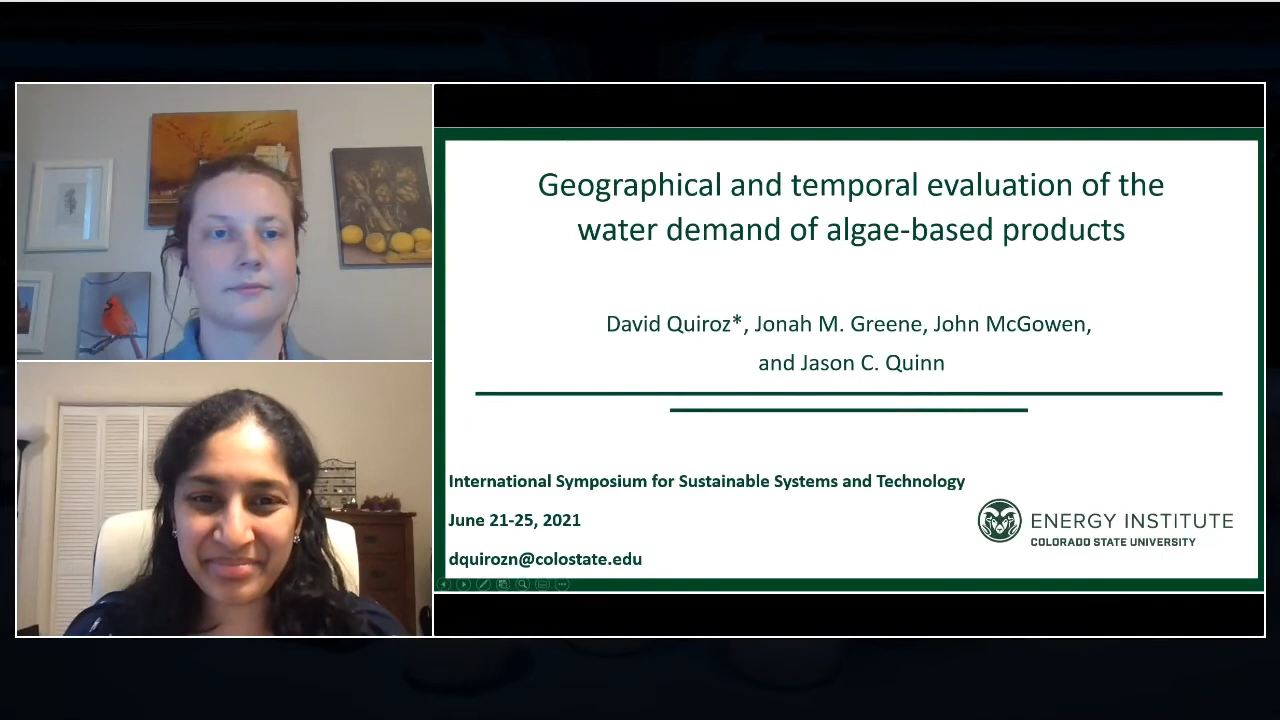 Geographical and temporal evaluation of the
water demand of algae-based products
David Quiroz*, Jonah M. Greene, John McGowen,
and Jason C. Quinn
International Symposium for Sustainable Systems and Technology
June 21-25, 2021
dquirozn@colostate.edu
ENERGY INSTITUTE
COLORADO STATE UNIVERSITY